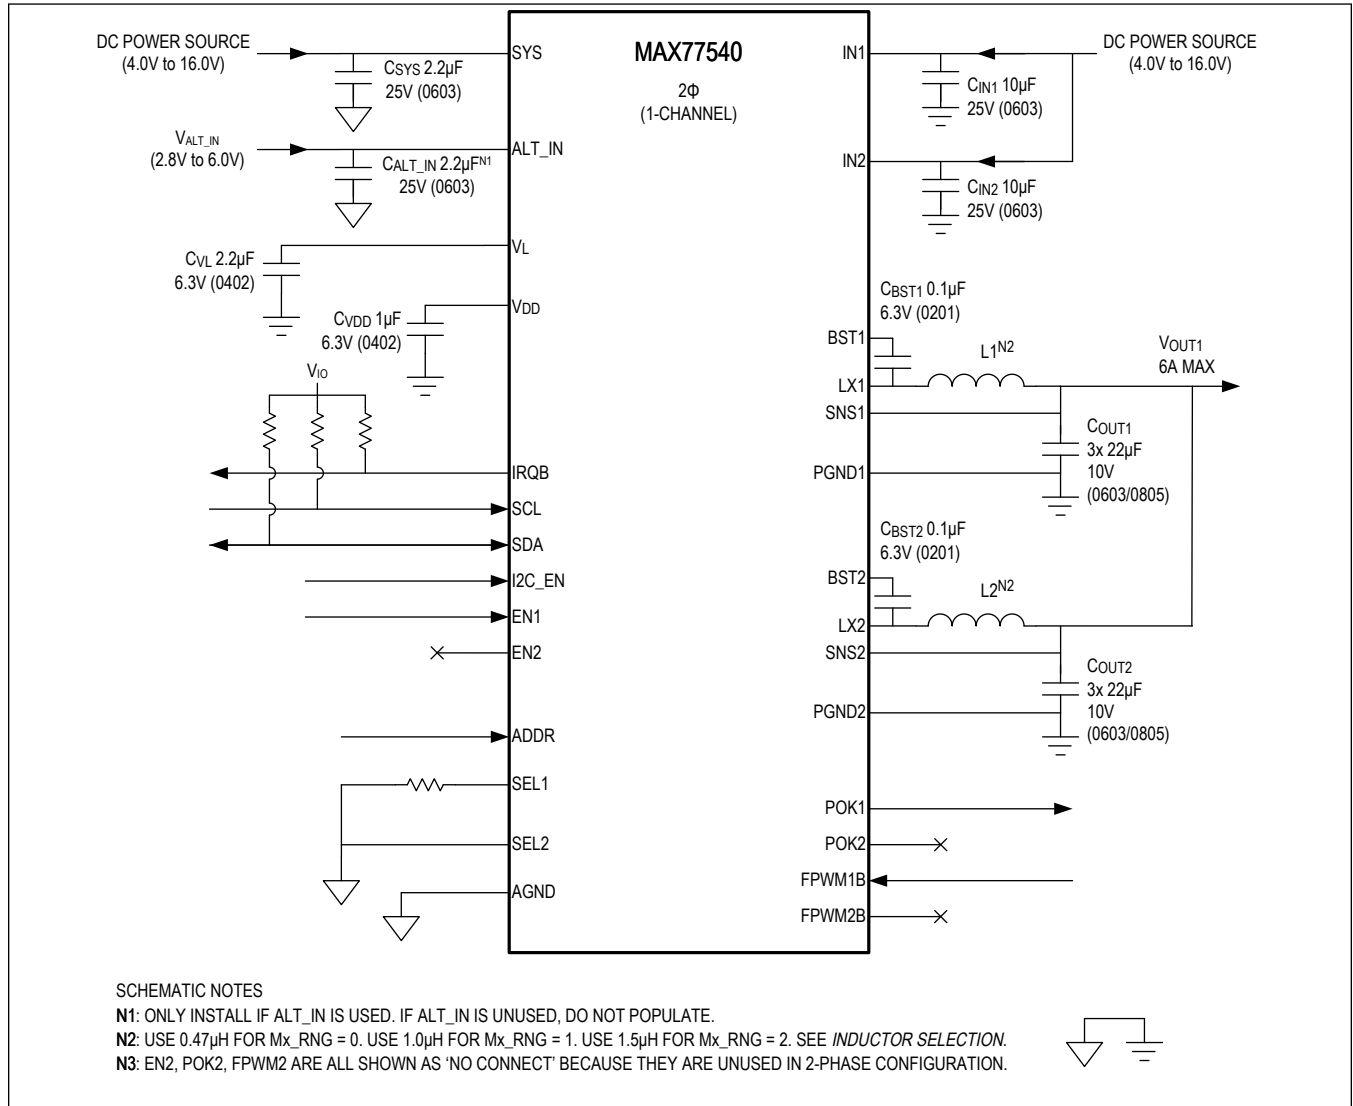 MAX77540
2Φ
(1-CHANNEL)
DC POWER SOURCE
(4.0V to 16.0V)
CSYS 2.2µF
25V (0603)
SYS
VALT_IN
(2.8V to 6.0V)
CALT_IN 2.2µFN1
25V (0603)
ALT_IN
CVL 2.2µF
6.3V (0402)
VL
CVDD 1µF
6.3V (0402)
VDD
VIO
IRQB
SCL
SDA
I2C_EN
EN1
EN2
ADDR
SEL1
SEL2
AGND
IN1
DC POWER SOURCE
(4.0V to 16.0V)
CIN1 10µF
25V (0603)
IN2
CIN2 10µF
25V (0603)
CBST1 0.1µF
6.3V (0201)
BST1
L1N2
VOUT1
6A MAX
LX1
SNS1
COUT1
3x 22µF
10V
(0603/0805)
PGND1
CBST2 0.1µF
6.3V (0201)
BST2
L2N2
LX2
SNS2
COUT2
3x 22µF
10V
(0603/0805)
PGND2
POK1
POK2
FPWM1B
FPWM2B
SCHEMATIC NOTES
N1: ONLY INSTALL IF ALT_IN IS USED. IF ALT_IN IS UNUSED, DO NOT POPULATE.
N2: USE 0.47µH FOR Mx_RNG = 0. USE 1.0µH FOR Mx_RNG = 1. USE 1.5µH FOR Mx_RNG = 2. SEE INDUCTOR SELECTION.
N3: EN2, POK2, FPWM2 ARE ALL SHOWN AS ‘NO CONNECT’ BECAUSE THEY ARE UNUSED IN 2-PHASE CONFIGURATION.